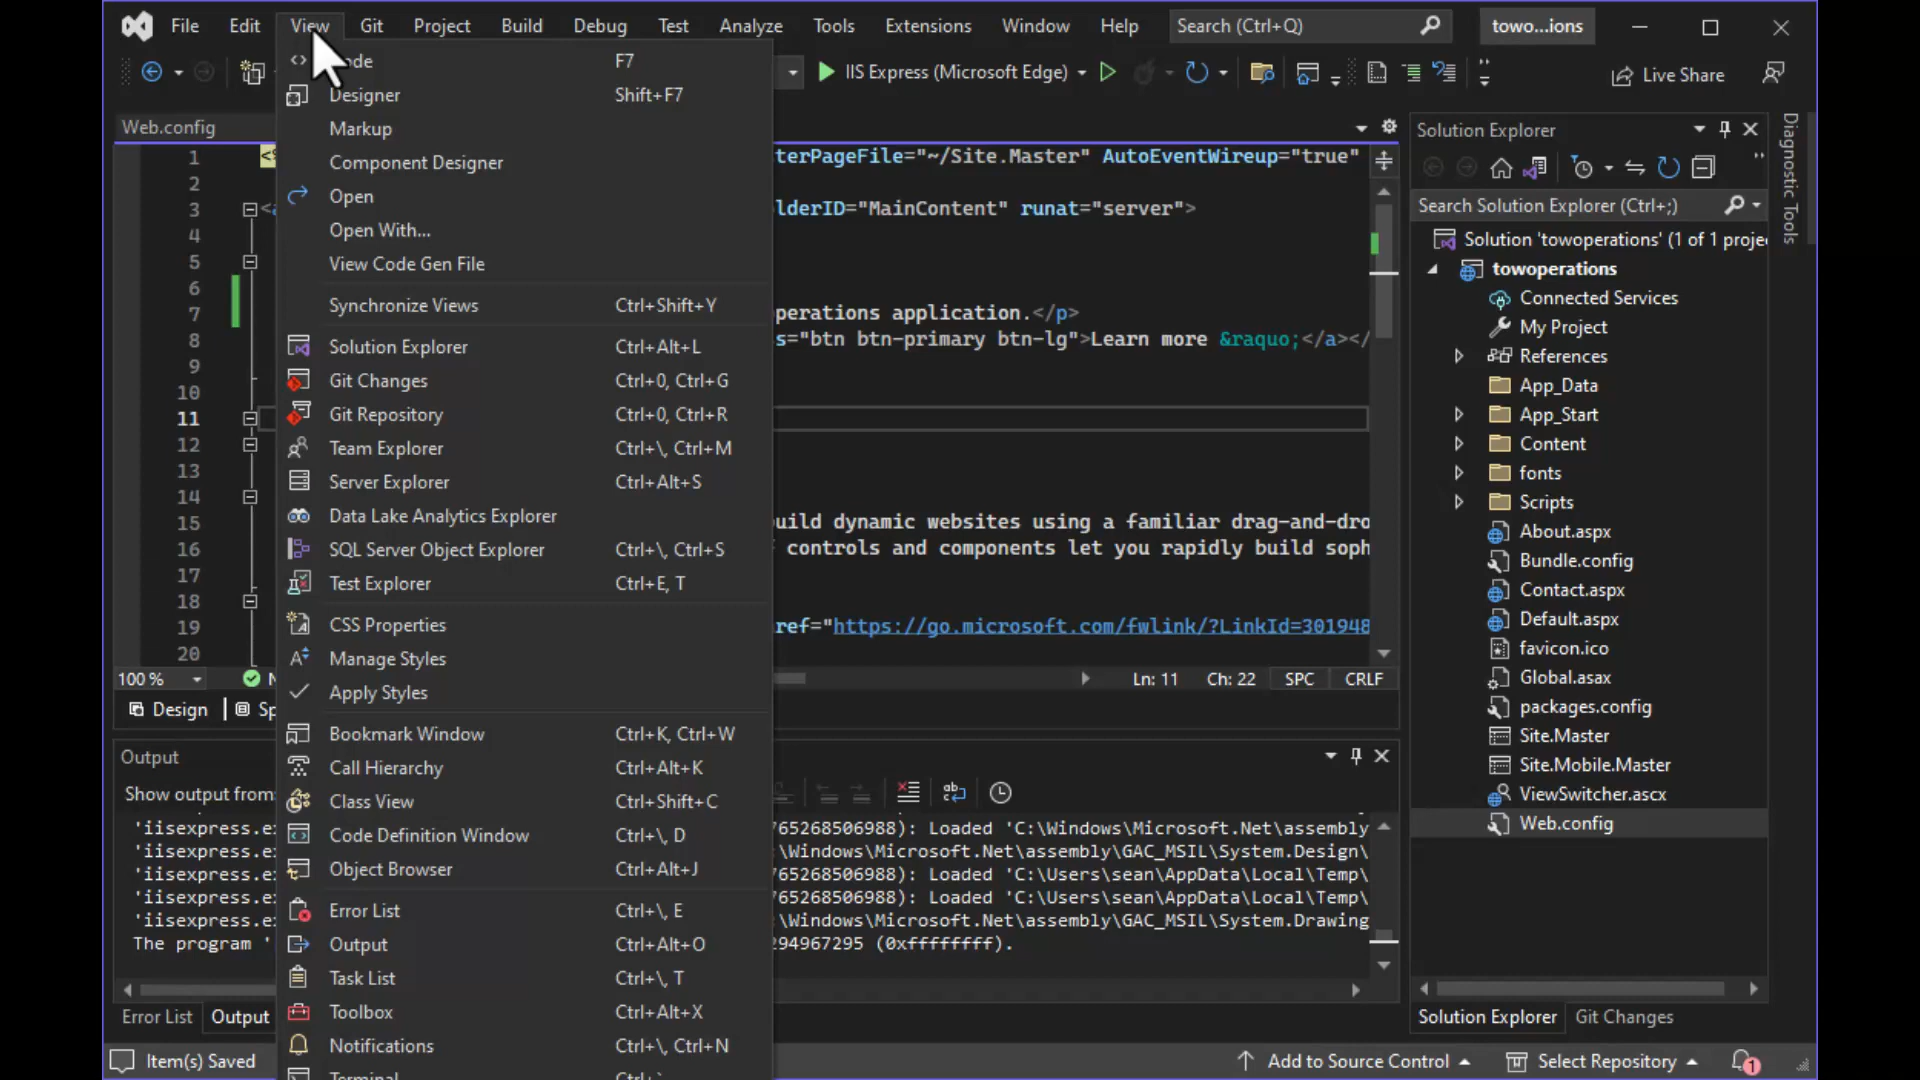 File Edit View Git Project Build Debug Test Analyze Tools Extensions Window Help Search (Ctrl+Q) towo...ions
IIS Express (Microsoft Edge) Live Share
Code F7
Designer Shift+F7
Markup
Component Designer
Open
Open With...
View Code Gen File
Synchronize Views Ctrl+Shift+Y
Solution Explorer Ctrl+Alt+L
Git Changes Ctrl+0, Ctrl+G
Git Repository Ctrl+0, Ctrl+R
Team Explorer Ctrl+\, Ctrl+M
Server Explorer Ctrl+Alt+S
Data Lake Analytics Explorer
SQL Server Object Explorer Ctrl+\, Ctrl+S
Test Explorer Ctrl+E, T
CSS Properties
Manage Styles
Apply Styles
Bookmark Window Ctrl+K, Ctrl+W
Call Hierarchy Ctrl+Alt+K
Class View Ctrl+Shift+C
Code Definition Window Ctrl+\, D
Object Browser Ctrl+Alt+J
Error List Ctrl+\, E
Output Ctrl+Alt+O
Task List Ctrl+\, T
Toolbox Ctrl+Alt+X
Notifications Ctrl+\, Ctrl+N
Terminal Ctrl+`
Web.config
1 <% terPageFile="~/Site.Master" AutoEventWireup="true"
2
3 <a lderID="MainContent" runat="server">
4
5
6
7 perations application.</p>
8 s="btn btn-primary btn-lg">Learn more &raquo;</a></
9
10
11
12
13
14
15 uild dynamic websites using a familiar drag-and-dro
16 f controls and components let you rapidly build soph
17
18
19 ref="https://go.microsoft.com/fwlink/?LinkId=301948
20
100 % N Ln: 11 Ch: 22 SPC CRLF
Design Sp
Output
Show output from:
'iisexpress.ex 765268506988): Loaded 'C:\Windows\Microsoft.Net\assembly
'iisexpress.ex \Windows\Microsoft.Net\assembly\GAC_MSIL\System.Design\
'iisexpress.ex 765268506988): Loaded 'C:\Users\sean\AppData\Local\Temp\
'iisexpress.ex 765268506988): Loaded 'C:\Users\sean\AppData\Local\Temp\
'iisexpress.ex \Windows\Microsoft.Net\assembly\GAC_MSIL\System.Drawing
The program ' 294967295 (0xffffffff).
Error List Output
Solution Explorer
Search Solution Explorer (Ctrl+;)
Solution 'towoperations' (1 of 1 proje
towoperations
Connected Services
My Project
References
App_Data
App_Start
Content
fonts
Scripts
About.aspx
Bundle.config
Contact.aspx
Default.aspx
favicon.ico
Global.asax
packages.config
Site.Master
Site.Mobile.Master
ViewSwitcher.ascx
Web.config
Solution Explorer Git Changes
Diagnostic Tools
Item(s) Saved Add to Source Control Select Repository 1